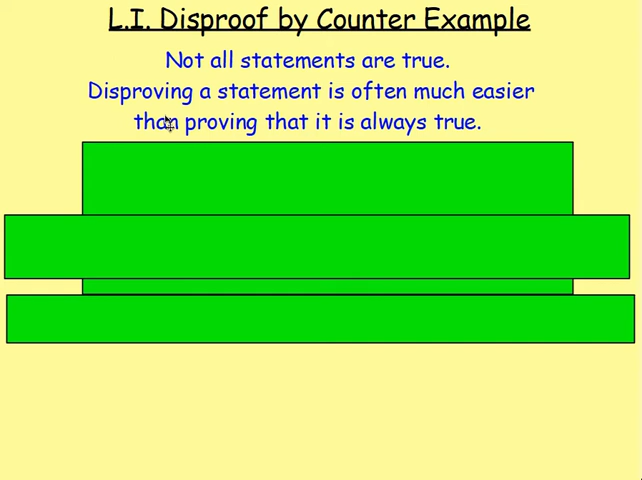 L.I. Disproof by Counter Example
Not all statements are true.
Disproving a statement is often much easier
than proving that it is always true.